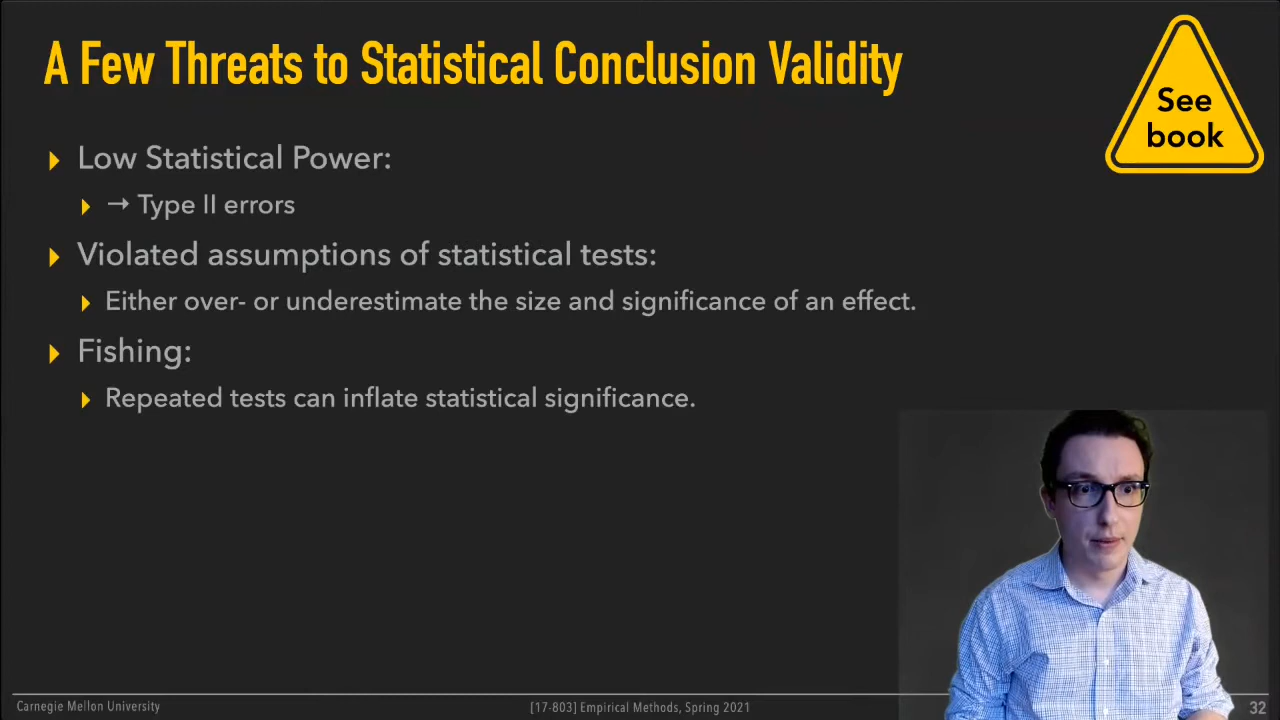 A Few Threats to Statistical Conclusion Validity
See
book
Low Statistical Power:
→ Type II errors
Violated assumptions of statistical tests:
Either over- or underestimate the size and significance of an effect.
Fishing:
Repeated tests can inflate statistical significance.
Carnegie Mellon University
[17-803] Empirical Methods, Spring 2021
32